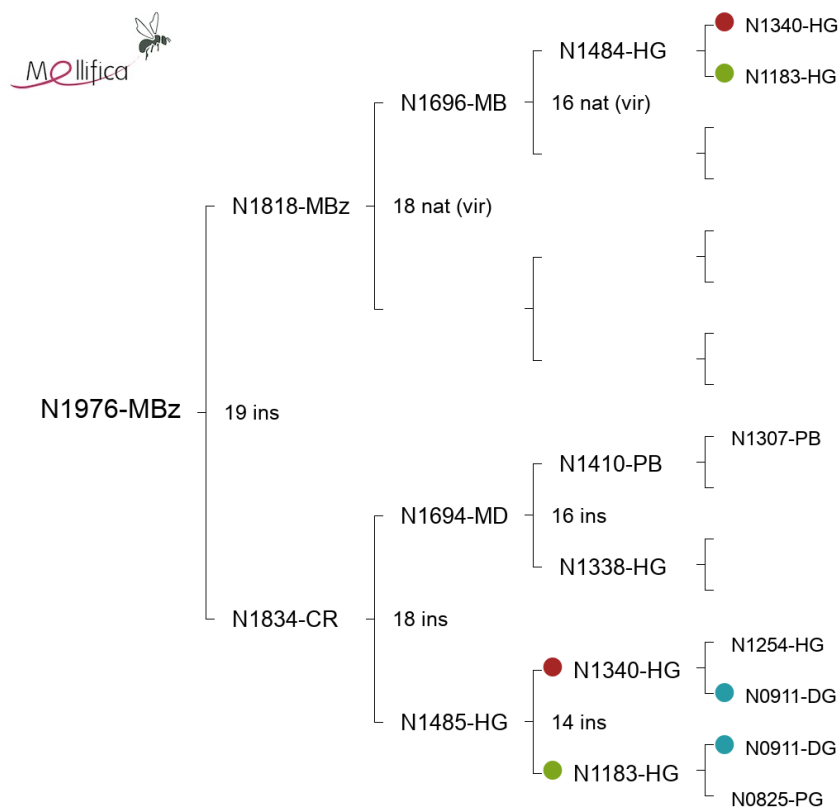 Mellifica
N1340-HG
N1484-HG
N1183-HG
N1696-MB
16 nat (vir)
N1818-MBz
18 nat (vir)
N1976-MBz
19 ins
N1307-PB
N1410-PB
N1694-MD
16 ins
N1338-HG
N1834-CR
18 ins
N1254-HG
N1340-HG
N0911-DG
N1485-HG
14 ins
N0911-DG
N1183-HG
N0825-PG